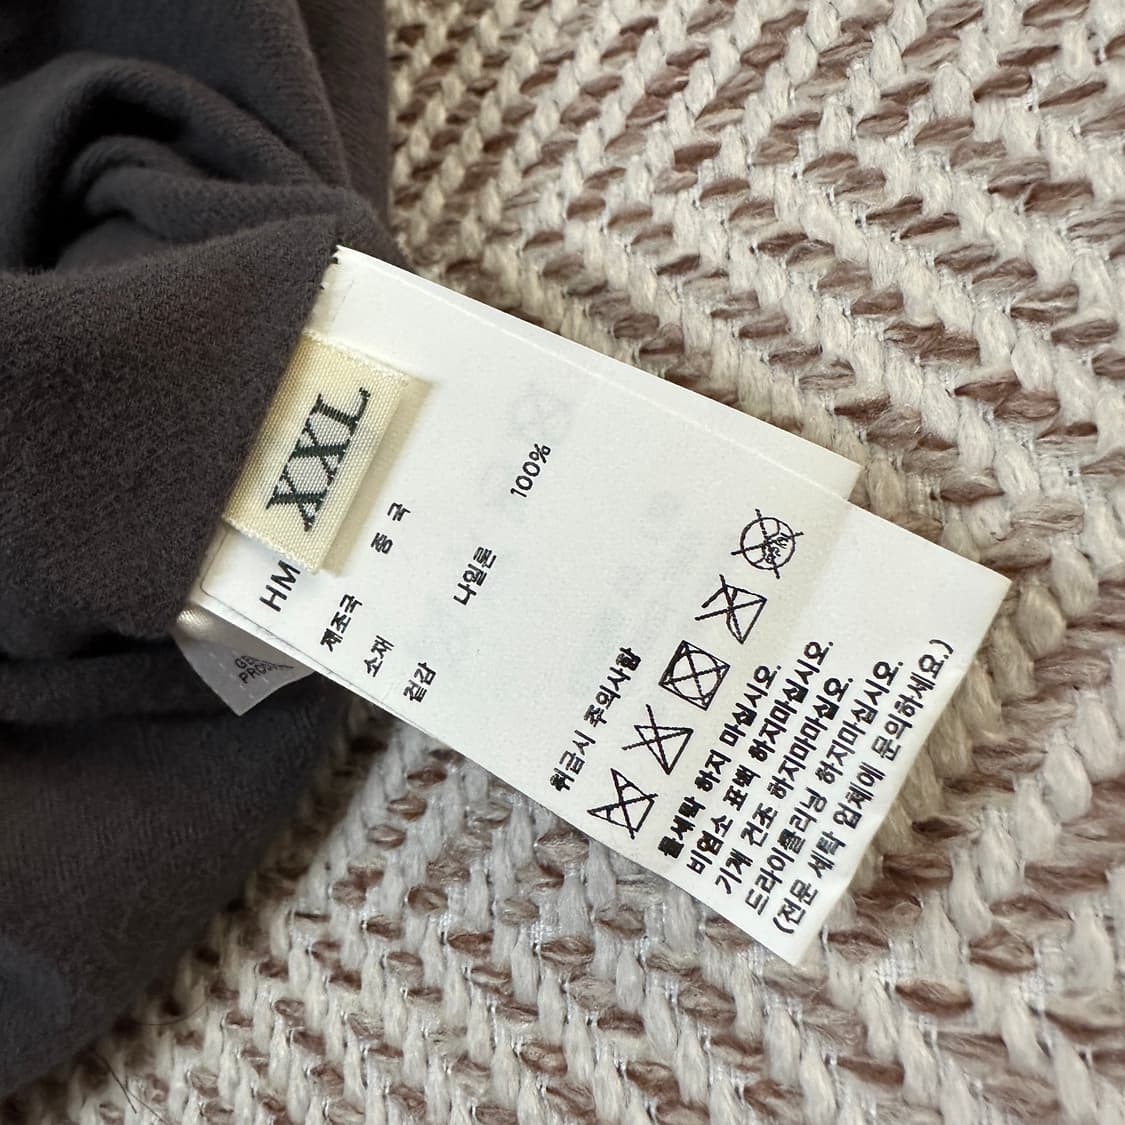 XXL
HM
제조국 중 국
소재
겉감 나일론 100%
취급시 주의사항
물세탁 하지 마십시오.
비염소 표백 하지마십시오.
기계 건조 하지마마십시오.
드라이클리닝 하지마십시오.
(전문 세탁 업체에 문의하세요.)